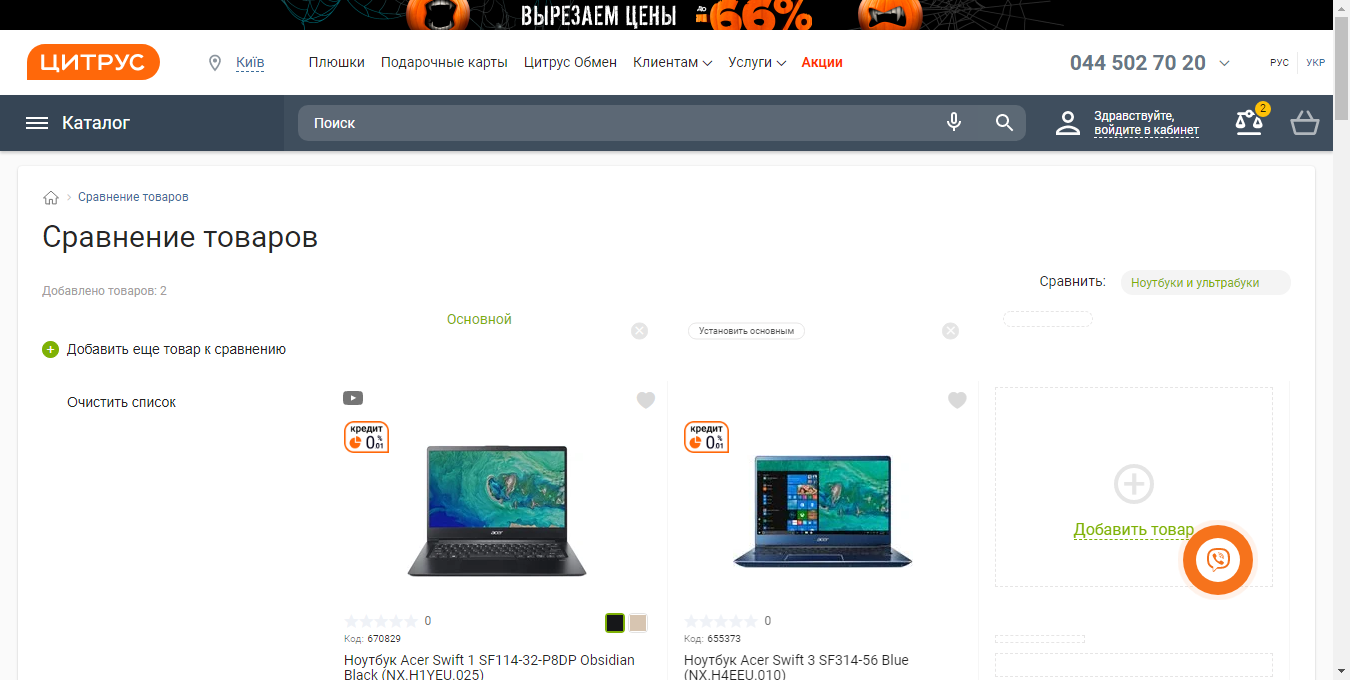 ВЫРЕЗАЕМ ЦЕНЫ до 66%
ЦИТРУС
Київ
Плюшки Подарочные карты Цитрус Обмен Клиентам Услуги Акции
044 502 70 20
РУС УКР
Каталог
Поиск
Здравствуйте,
войдите в кабинет
2
Сравнение товаров
Сравнение товаров
Добавлено товаров: 2
Сравнить: Ноутбуки и ультрабуки
Основной
Установить основным
Добавить еще товар к сравнению
Очистить список
кредит
0%
.01
кредит
0%
.01
acer
acer
Добавить товар
0
Код: 670829
Ноутбук Acer Swift 1 SF114-32-P8DP Obsidian
Black (NX.H1YEU.025)
0
Код: 655373
Ноутбук Acer Swift 3 SF314-56 Blue
(NX.H4EEU.010)